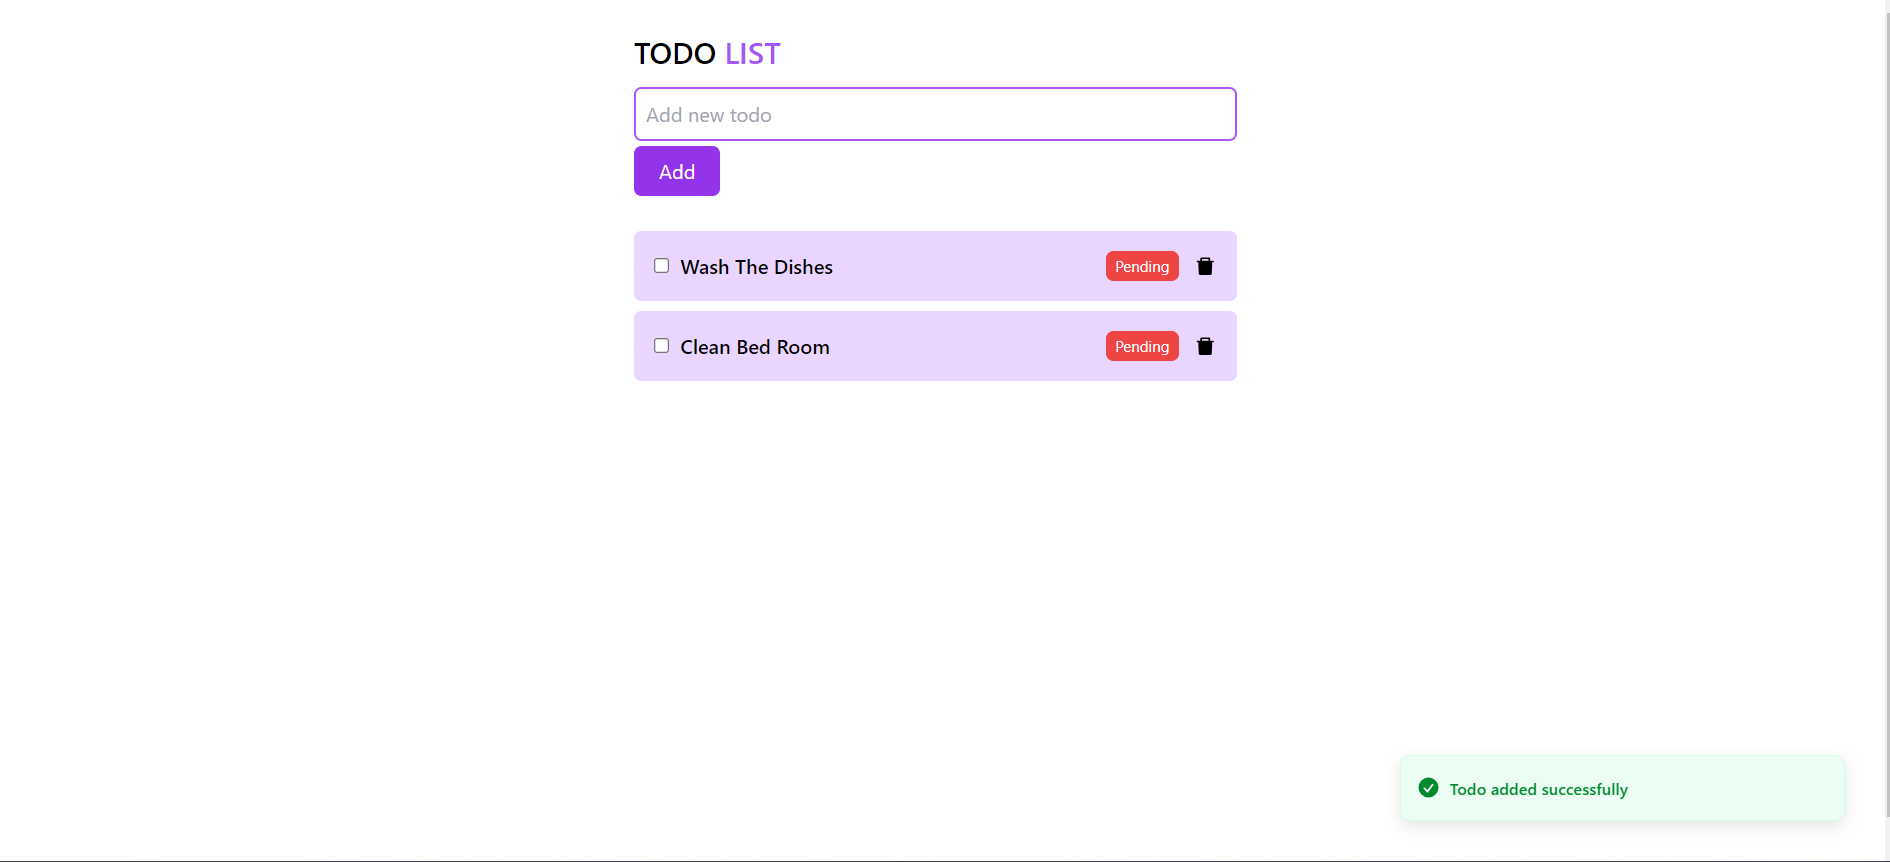 TODO LIST
Add new todo
Add
Wash The Dishes Pending
Clean Bed Room Pending
Todo added successfully